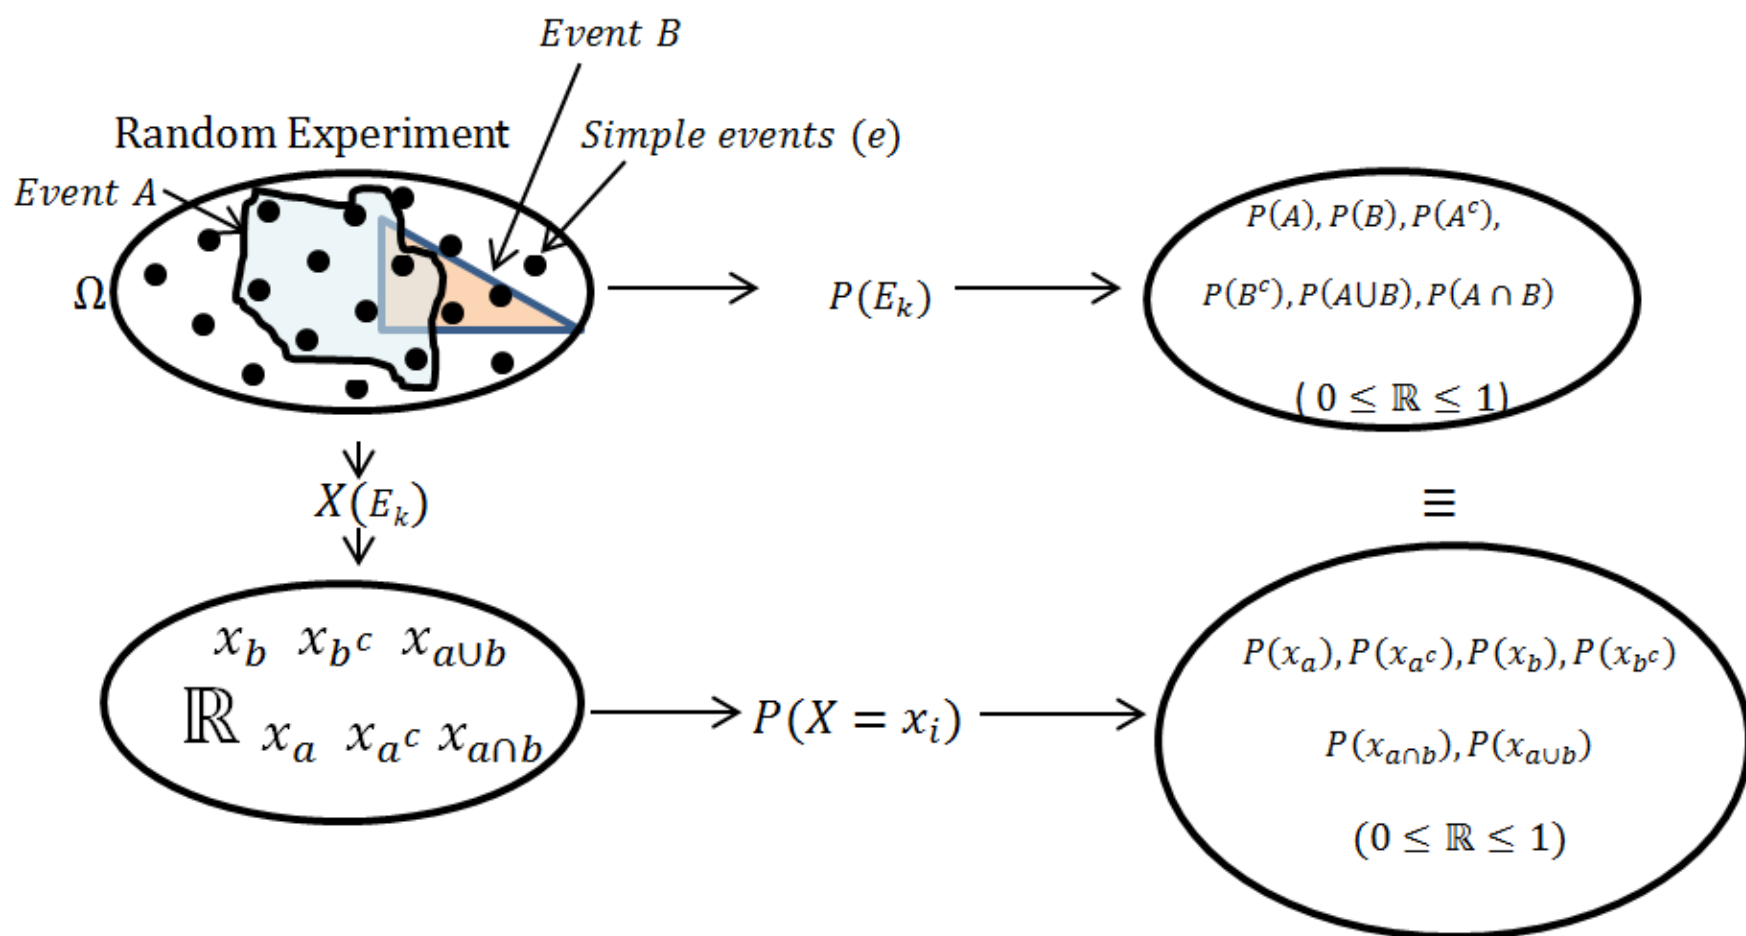 Event B
Random Experiment
Simple events (e)
Event A
Ω
P(E_k)
P(A), P(B), P(A^c),
P(B^c), P(A∪B), P(A ∩ B)
( 0 ≤ ℝ ≤ 1)
X(E_k)
≡
x_b x_{b^c} x_{a∪b}
ℝ x_a x_{a^c} x_{a∩b}
P(X = x_i)
P(x_a), P(x_{a^c}), P(x_b), P(x_{b^c})
P(x_{a∩b}), P(x_{a∪b})
(0 ≤ ℝ ≤ 1)